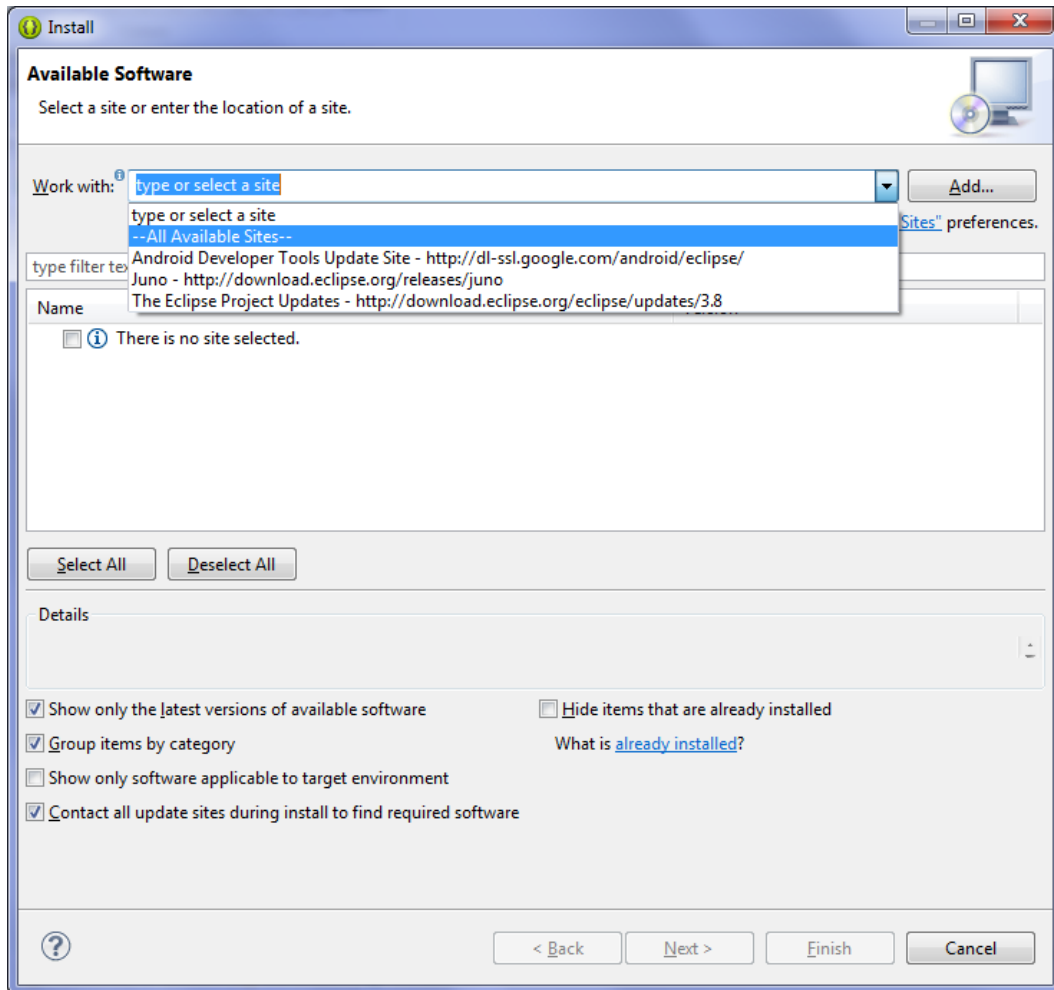 Install
Available Software
Select a site or enter the location of a site.
Work with: type or select a site Add...
type or select a site
--All Available Sites--
Sites" preferences.
Android Developer Tools Update Site - http://dl-ssl.google.com/android/eclipse/
type filter
Juno - http://download.eclipse.org/releases/juno
The Eclipse Project Updates - http://download.eclipse.org/eclipse/updates/3.8
Name
There is no site selected.
Select All Deselect All
Details
Show only the latest versions of available software Hide items that are already installed
Group items by category What is already installed?
Show only software applicable to target environment
Contact all update sites during install to find required software
? < Back Next > Finish Cancel